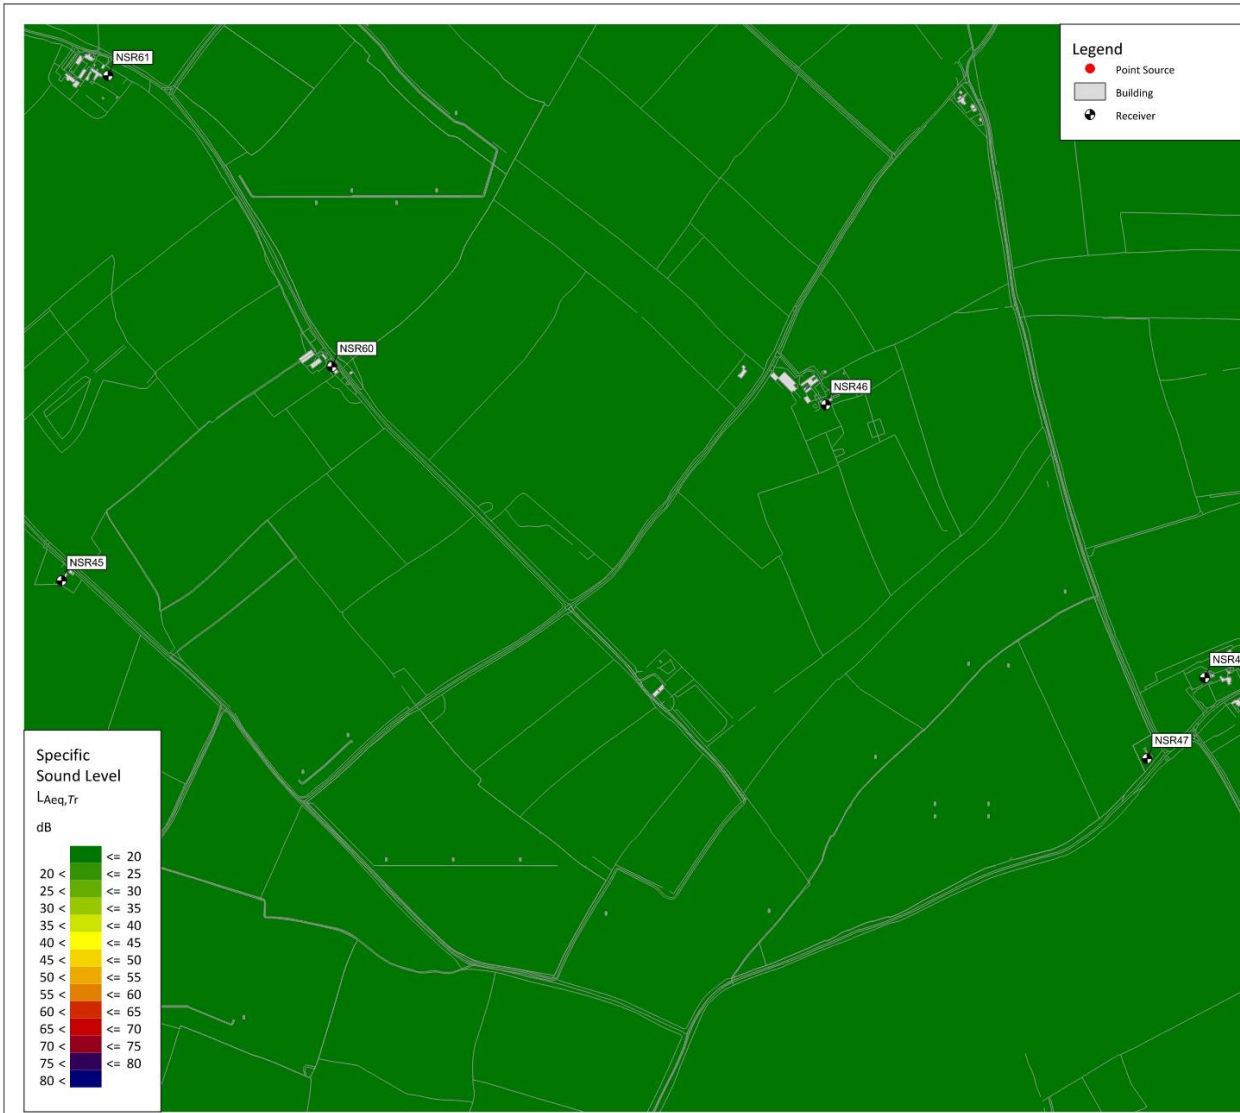 NSR61
Legend
Point Source
Building
Receiver
NSR60
NSR46
NSR45
NSR4
NSR47
Specific
Sound Level
LAeq,Tr
dB
<= 20
20 < <= 25
25 < <= 30
30 < <= 35
35 < <= 40
40 < <= 45
45 < <= 50
50 < <= 55
55 < <= 60
60 < <= 65
65 < <= 70
70 < <= 75
75 < <= 80
80 <